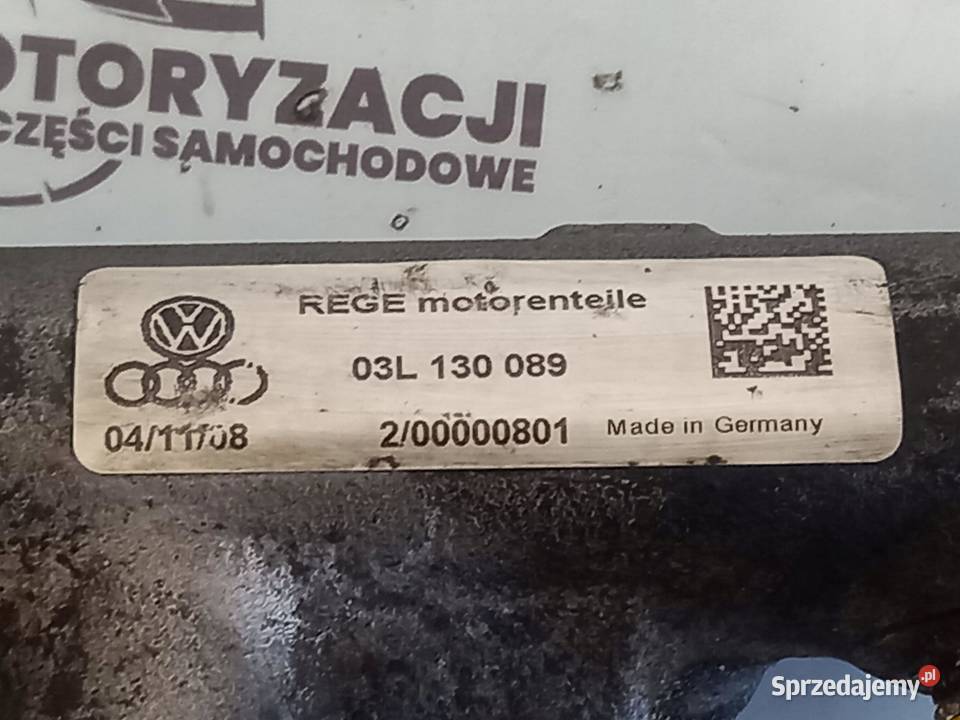 OTORYZACJI
CZĘŚCI SAMOCHODOWE
REGE motorenteile
03L 130 089
04/11/08
2/00000801
Made in Germany
Sprzedajemy.pl